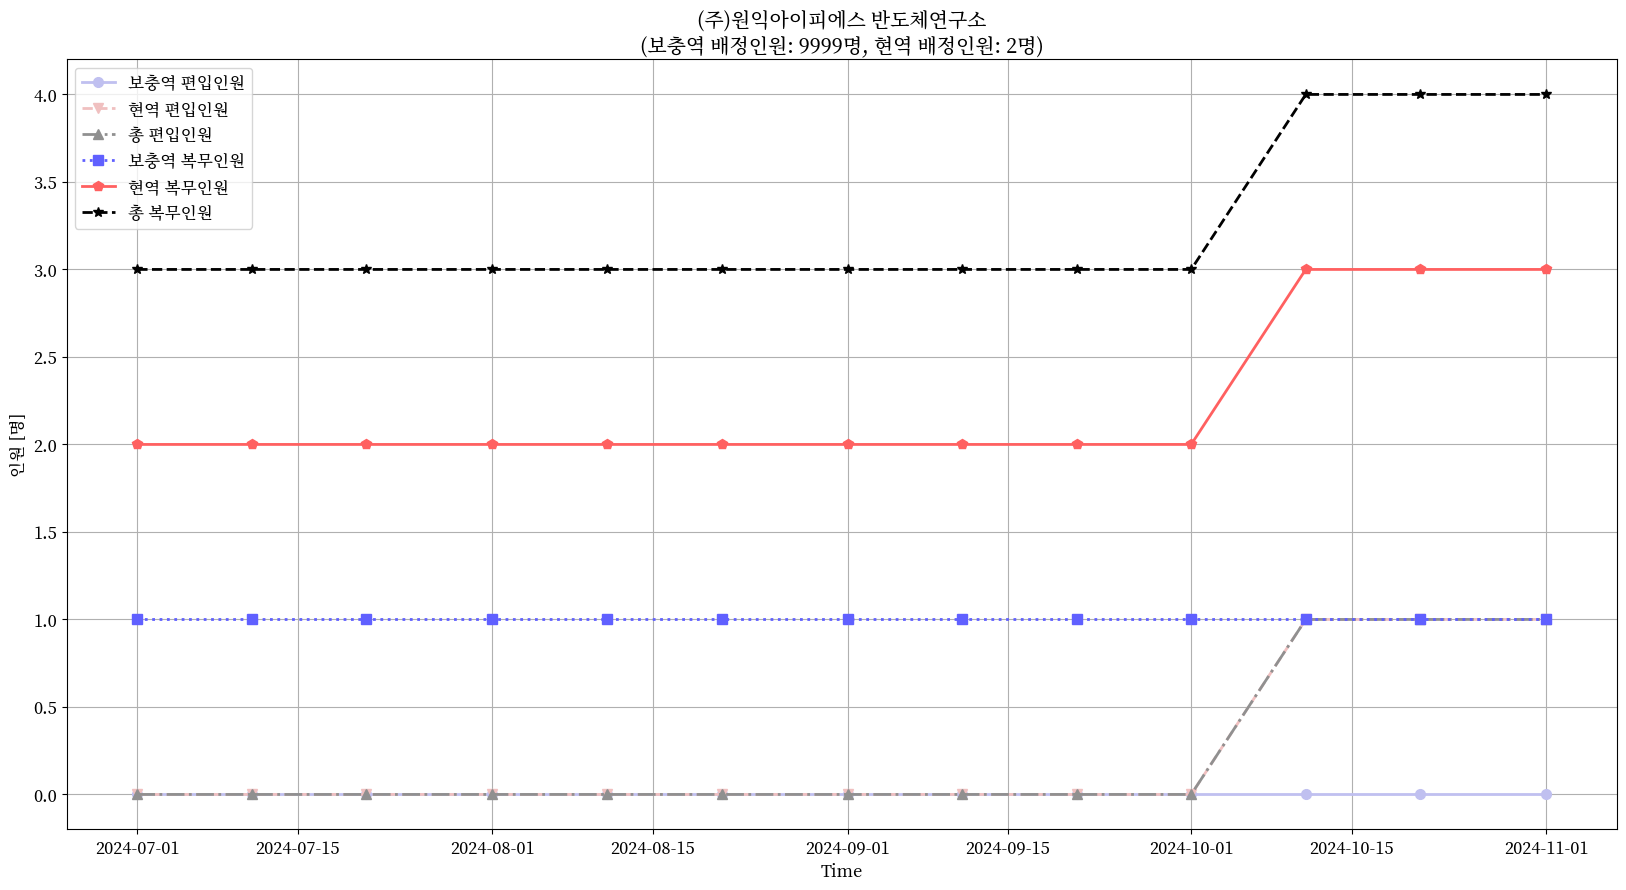 (주)원익아이피에스 반도체연구소
(보충역 배정인원: 9999명, 현역 배정인원: 2명)
보충역 편입인원
현역 편입인원
총 편입인원
보충역 복무인원
현역 복무인원
총 복무인원
4.0
3.5
3.0
2.5
2.0
1.5
1.0
0.5
0.0
인원 [명]
2024-07-01 2024-07-15 2024-08-01 2024-08-15 2024-09-01 2024-09-15 2024-10-01 2024-10-15 2024-11-01
Time